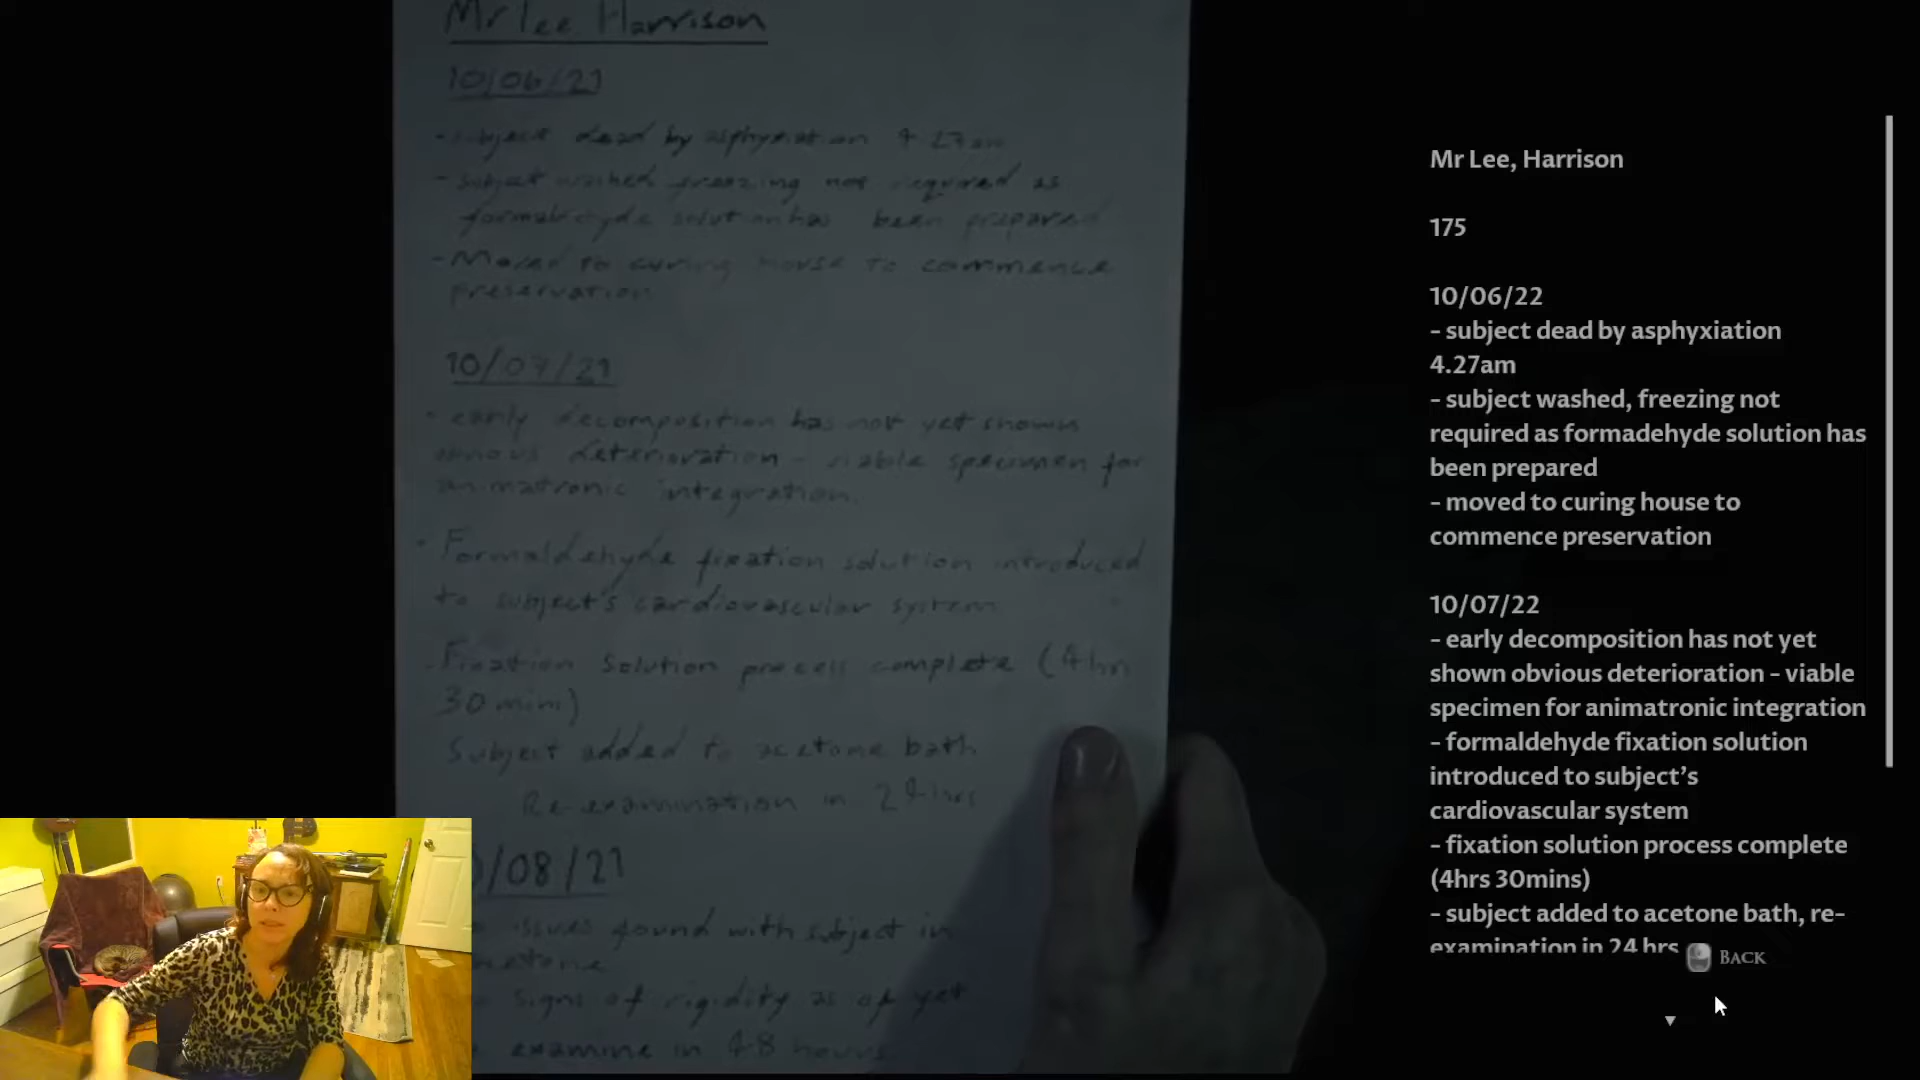 Mr Lee, Harrison
10/06/21
- subject dead by asphyxiation 4.27am
- subject washed freezing not required as
formaldehyde solution has been prepared
- Moved to curing house to commence
preservation
10/07/21
- early decomposition has not yet shown
obvious deterioration - viable specimen for
animatronic integration.
- Formaldehyde fixation solution introduced
to subject's cardiovascular system
- Fixation solution process complete (4hrs
30 mins)
Subject added to acetone bath
Re-examination in 24hrs
/08/21
issues found with subject in
signs of rigidity as of yet
examine in 48 hours
Mr Lee, Harrison
175
10/06/22
- subject dead by asphyxiation
4.27am
- subject washed, freezing not
required as formadehyde solution has
been prepared
- moved to curing house to
commence preservation
10/07/22
- early decomposition has not yet
shown obvious deterioration - viable
specimen for animatronic integration
- formaldehyde fixation solution
introduced to subject's
cardiovascular system
- fixation solution process complete
(4hrs 30mins)
- subject added to acetone bath, re-
examination in 24 hrs
BACK